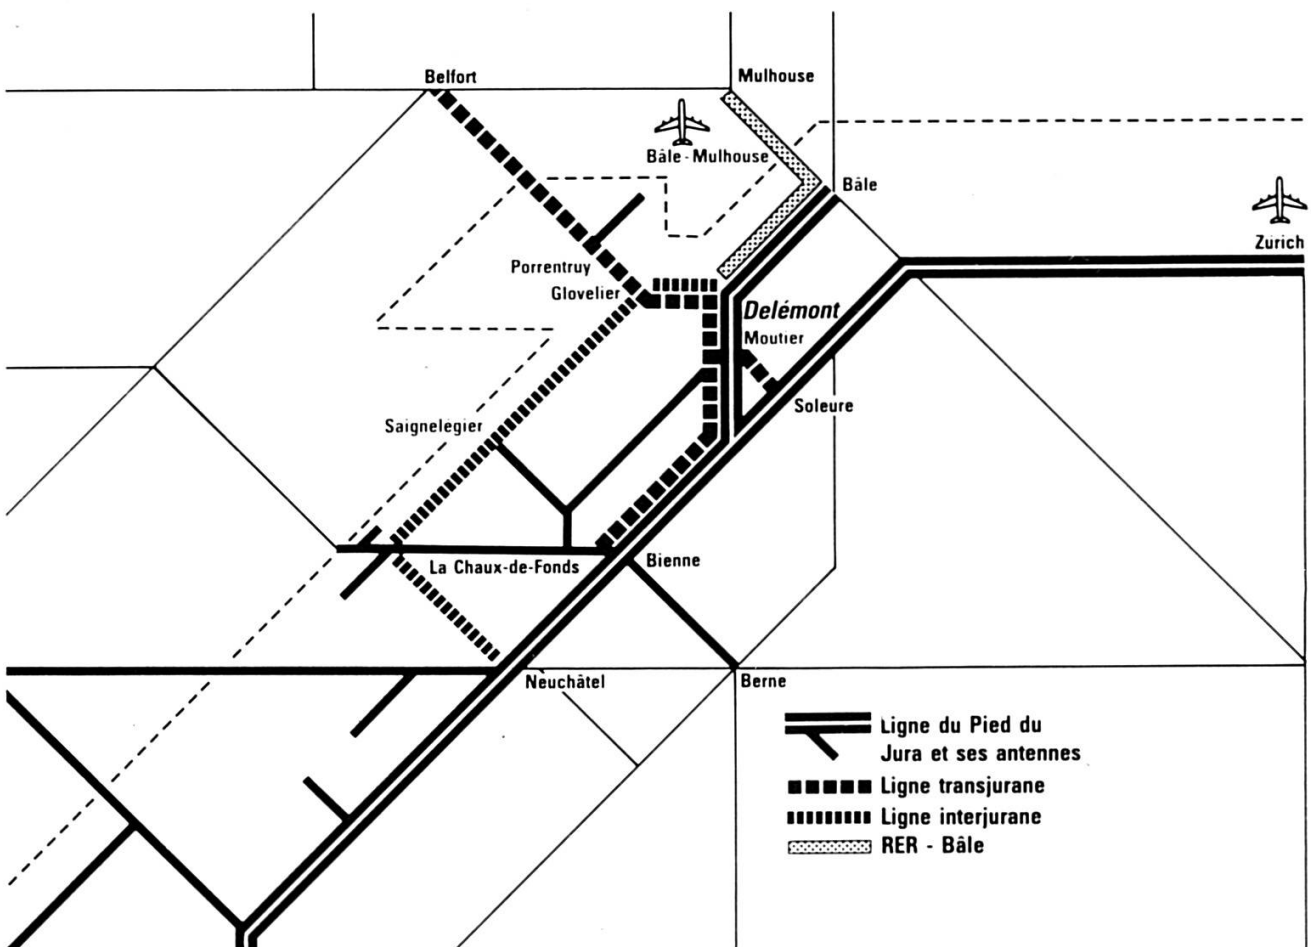 Belfort
Mulhouse
Bâle - Mulhouse
Bâle
Zürich
Porrentruy
Glovelier
Delémont
Moutier
Soleure
Saignelégier
La Chaux-de-Fonds
Bienne
Neuchâtel
Berne
Ligne du Pied du
Jura et ses antennes
Ligne transjurane
Ligne interjurane
RER - Bâle